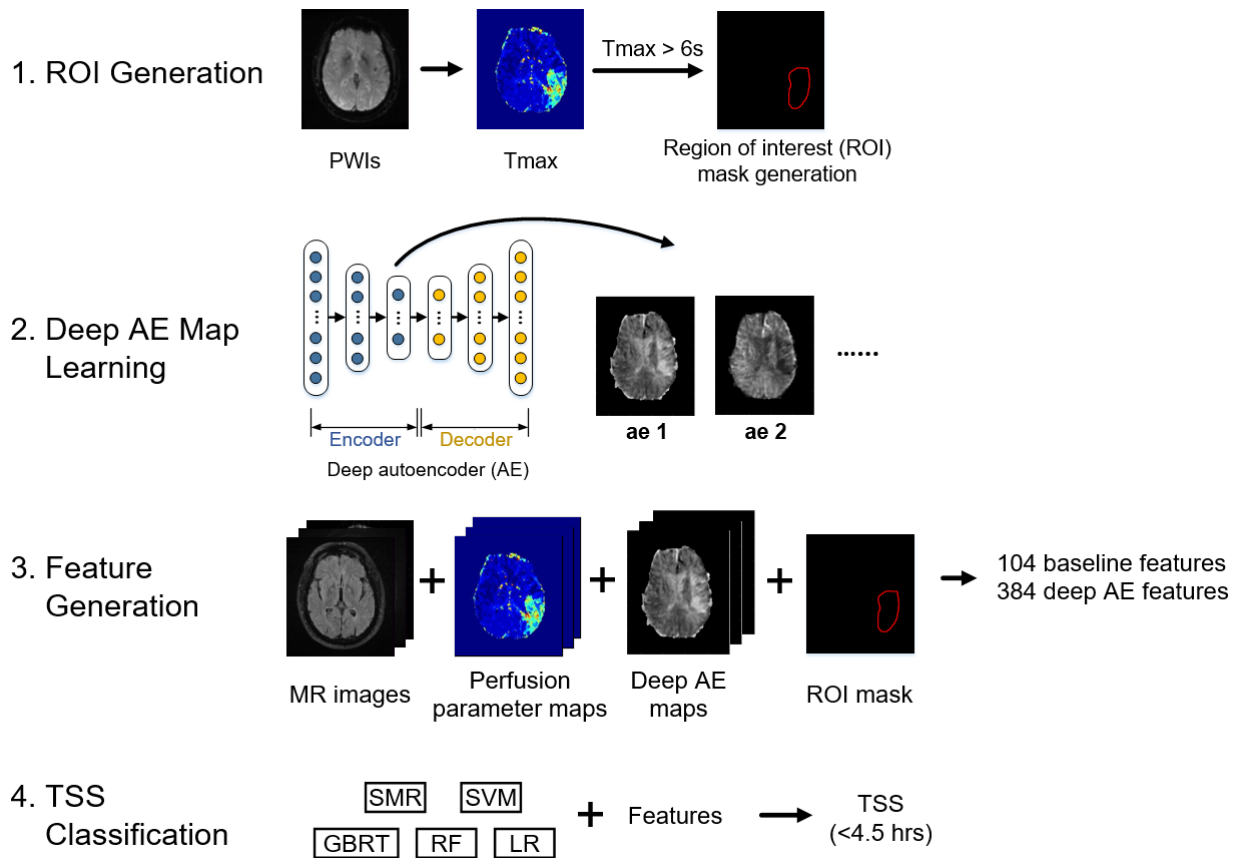 1. ROI Generation
Tmax > 6s
PWIs
Tmax
Region of interest (ROI)
mask generation
2. Deep AE Map
Learning
Encoder
Decoder
Deep autoencoder (AE)
ae 1
ae 2
......
3. Feature
Generation
104 baseline features
384 deep AE features
MR images
Perfusion
parameter maps
Deep AE
maps
ROI mask
4. TSS
Classification
SMR
SVM
GBRT
RF
LR
Features
TSS
(<4.5 hrs)